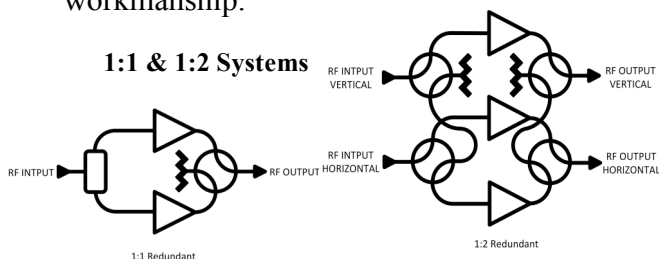 workmanship.
1:1 & 1:2 Systems
RF INTPUT
VERTICAL
RF OUTPUT
VERTICAL
RF INTPUT
HORIZONTAL
RF OUTPUT
HORIZONTAL
1:2 Redundant
RF INTPUT
RF OUTPUT
1:1 Redundant